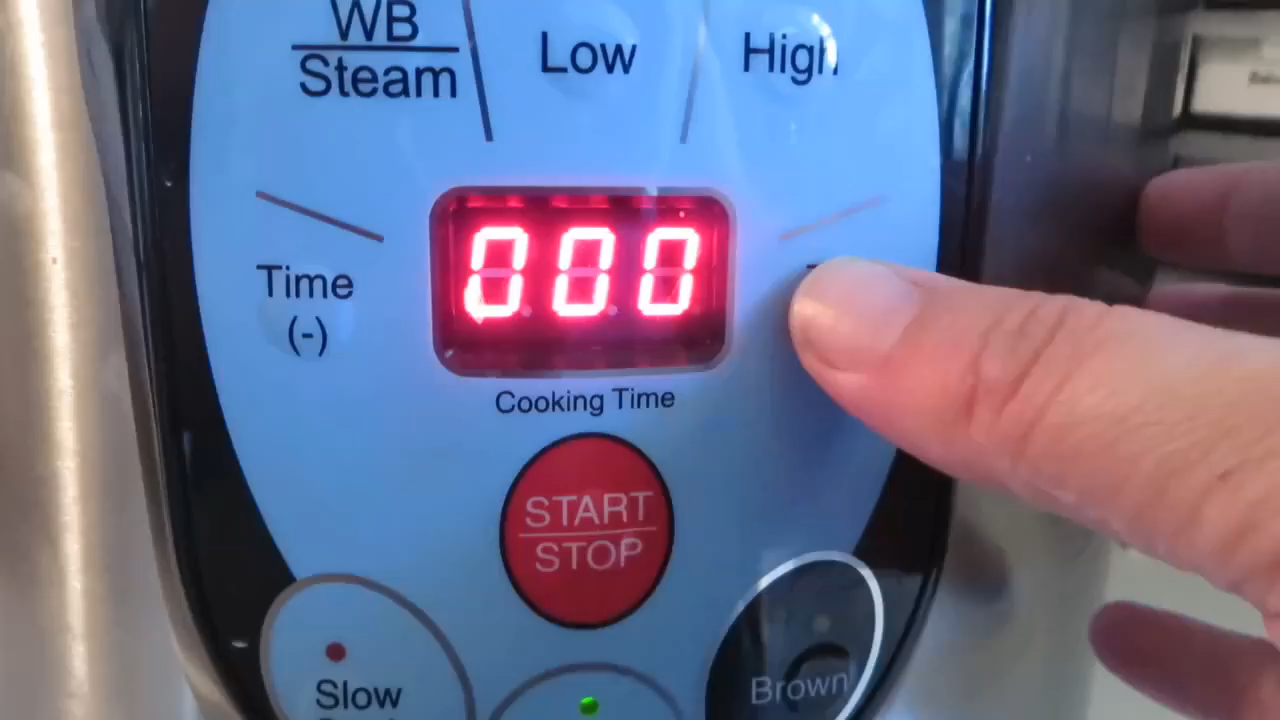 WB
Steam
Low
High
Time
(-)
000
Cooking Time
START
STOP
Slow
Brown